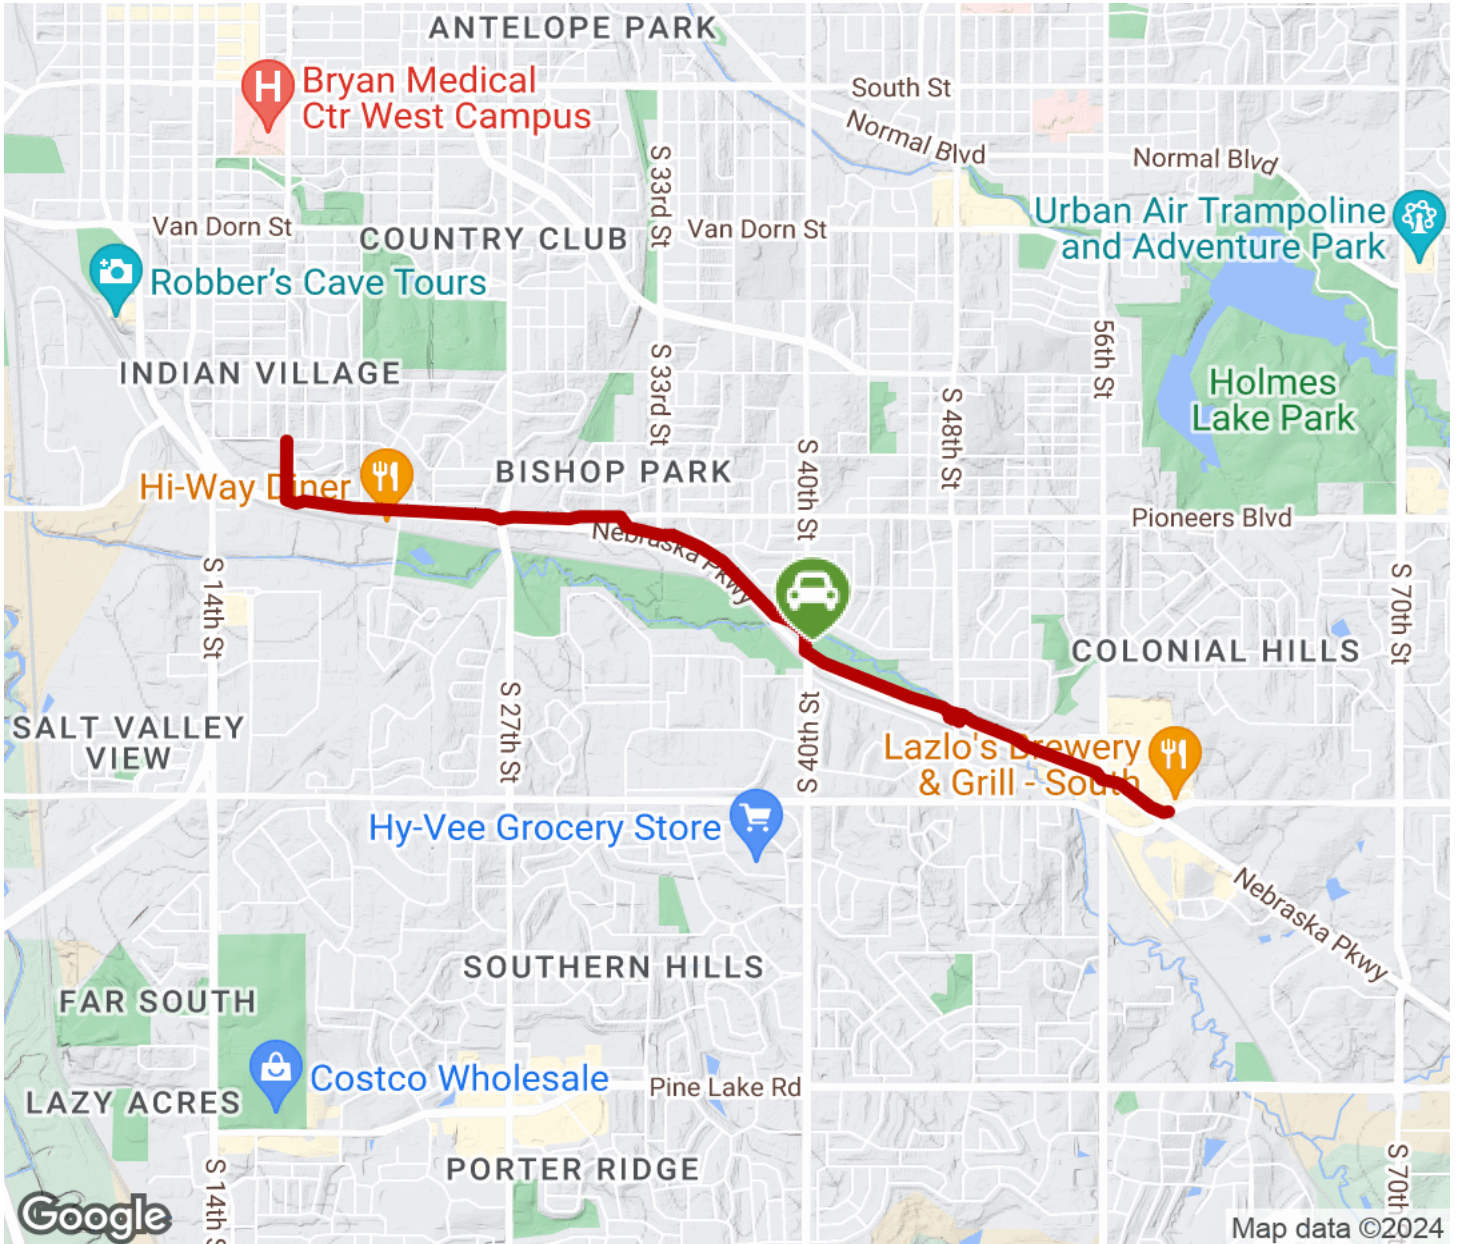 ANTELOPE PARK
Bryan Medical
Ctr West Campus
H
South St
Normal Blvd
Normal Blvd
S 33rd St
Van Dorn St
COUNTRY CLUB
Van Dorn St
Urban Air Trampoline
and Adventure Park
Robber's Cave Tours
INDIAN VILLAGE
S 33rd St
56th St
Holmes
Lake Park
S 48th St
S 40th St
BISHOP PARK
Hi-Way Diner
Nebraska Pkwy
Pioneers Blvd
S 14th St
S 70th St
COLONIAL HILLS
S 27th St
S 40th St
SALT VALLEY
VIEW
Lazlo's Brewery
& Grill - South
Hy-Vee Grocery Store
Nebraska Pkwy
SOUTHERN HILLS
FAR SOUTH
Costco Wholesale
Pine Lake Rd
LAZY ACRES
PORTER RIDGE
S 14th S
S 70th
Google
Map data ©2024